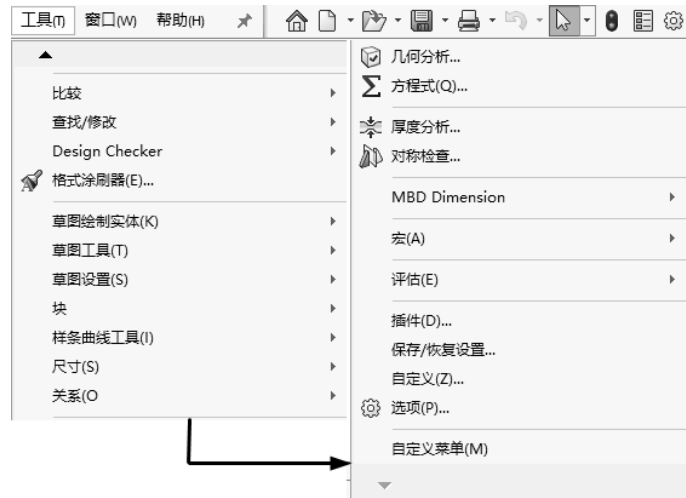 工具(T) 窗口(W) 帮助(H)
比较
查找/修改
Design Checker
格式涂刷器(E)...
草图绘制实体(K)
草图工具(T)
草图设置(S)
块
样条曲线工具(I)
尺寸(S)
关系(O
几何分析...
方程式(Q)...
厚度分析...
对称检查...
MBD Dimension
宏(A)
评估(E)
插件(D)...
保存/恢复设置...
自定义(Z)...
选项(P)...
自定义菜单(M)